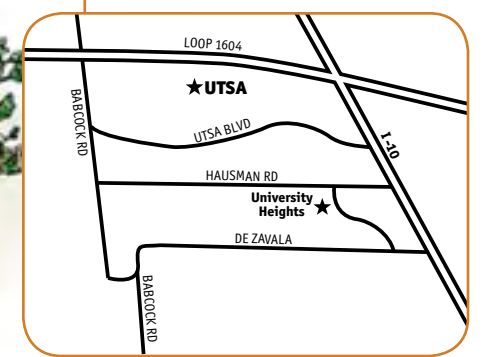 LOOP 1604
UTSA
BABCOCK RD
UTSA BLVD
I-10
HAUSMAN RD
University
Heights
DE ZAVALA
BABCOCK RD